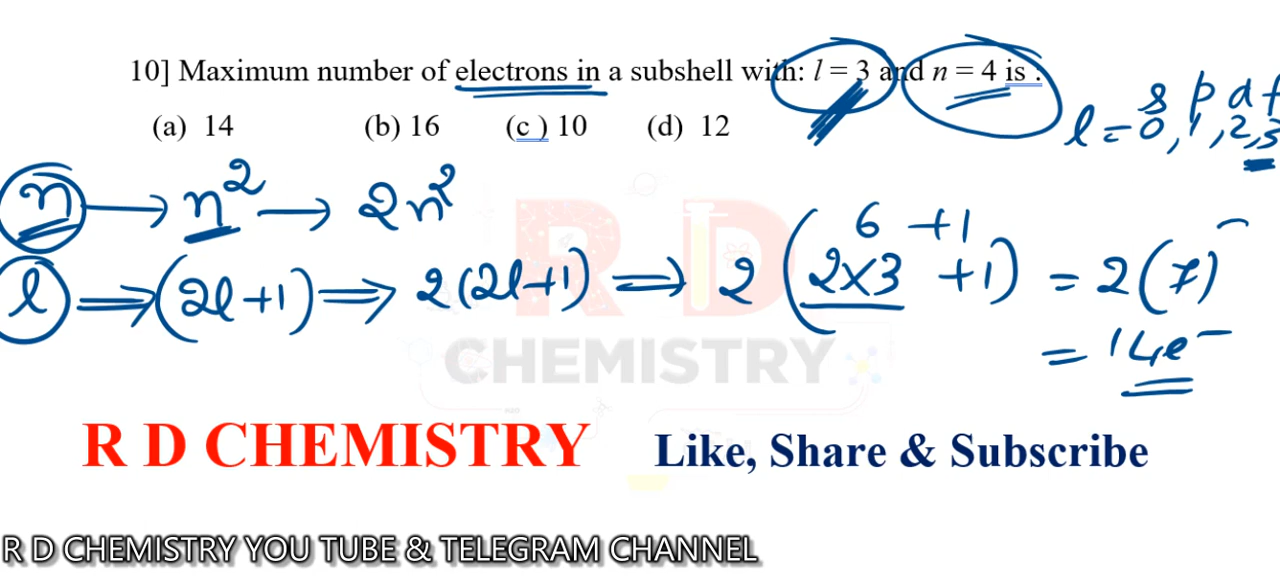 10] Maximum number of electrons in a subshell with: l = 3 and n = 4 is :
(a) 14 (b) 16 (c ) 10 (d) 12
s p d f
l = 0, 1, 2, 3
n → n² → 2n²
6 +1
l ⇒ (2l+1) ⇒ 2(2l+1) ⇒ 2 (2×3 +1) = 2(7)
= 14e⁻
R D
CHEMISTRY
R D CHEMISTRY Like, Share & Subscribe
R D CHEMISTRY YOU TUBE & TELEGRAM CHANNEL